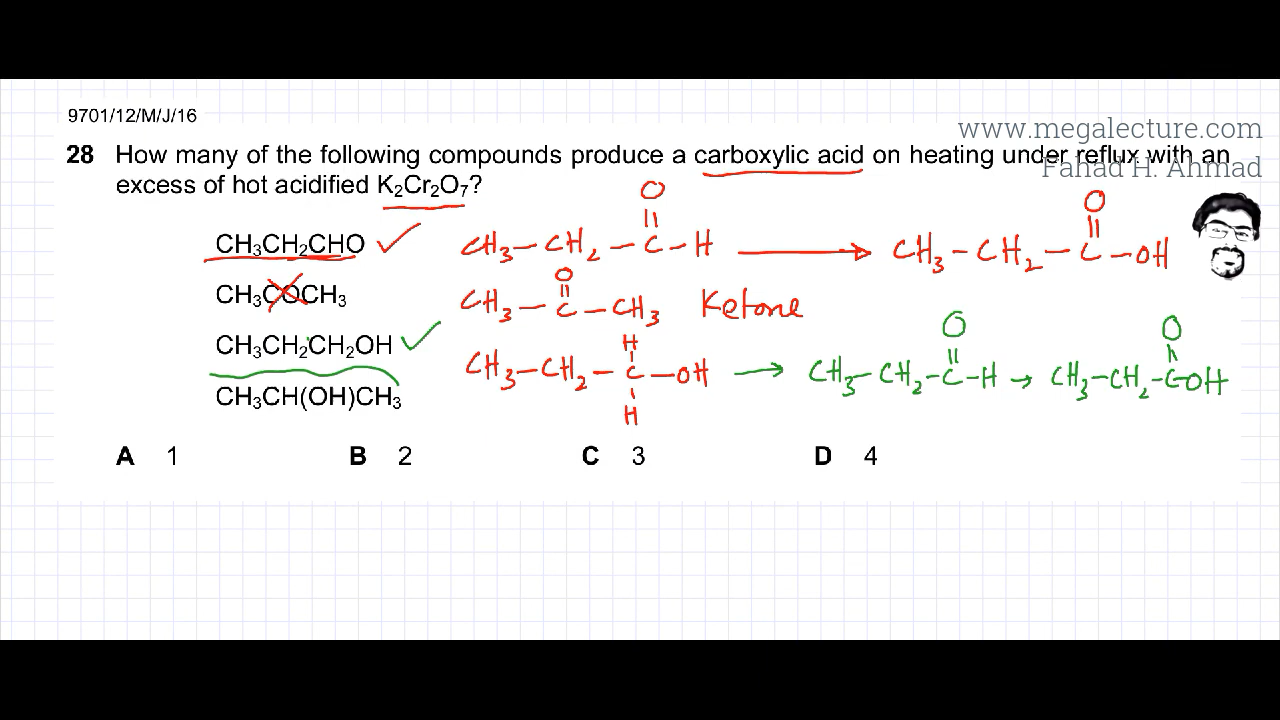 9701/12/M/J/16
www.megalecture.com
Fahad H. Ahmad
28 How many of the following compounds produce a carboxylic acid on heating under reflux with an
excess of hot acidified K₂Cr₂O₇?
CH₃CH₂CHO ✓ CH₃–CH₂–C(=O)–H → CH₃–CH₂–C(=O)–OH
CH₃COCH₃ CH₃–C(=O)–CH₃ Ketone
CH₃CH₂CH₂OH ✓ CH₃–CH₂–C(H)(H)–OH → CH₃–CH₂–C(=O)–H → CH₃–CH₂–C(=O)OH
CH₃CH(OH)CH₃
A 1 B 2 C 3 D 4